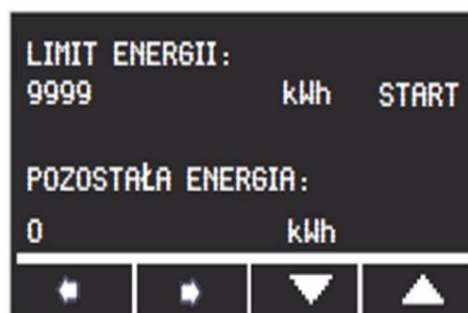 LIMIT ENERGII:
9999 kWh START
POZOSTAŁA ENERGIA:
0 kWh